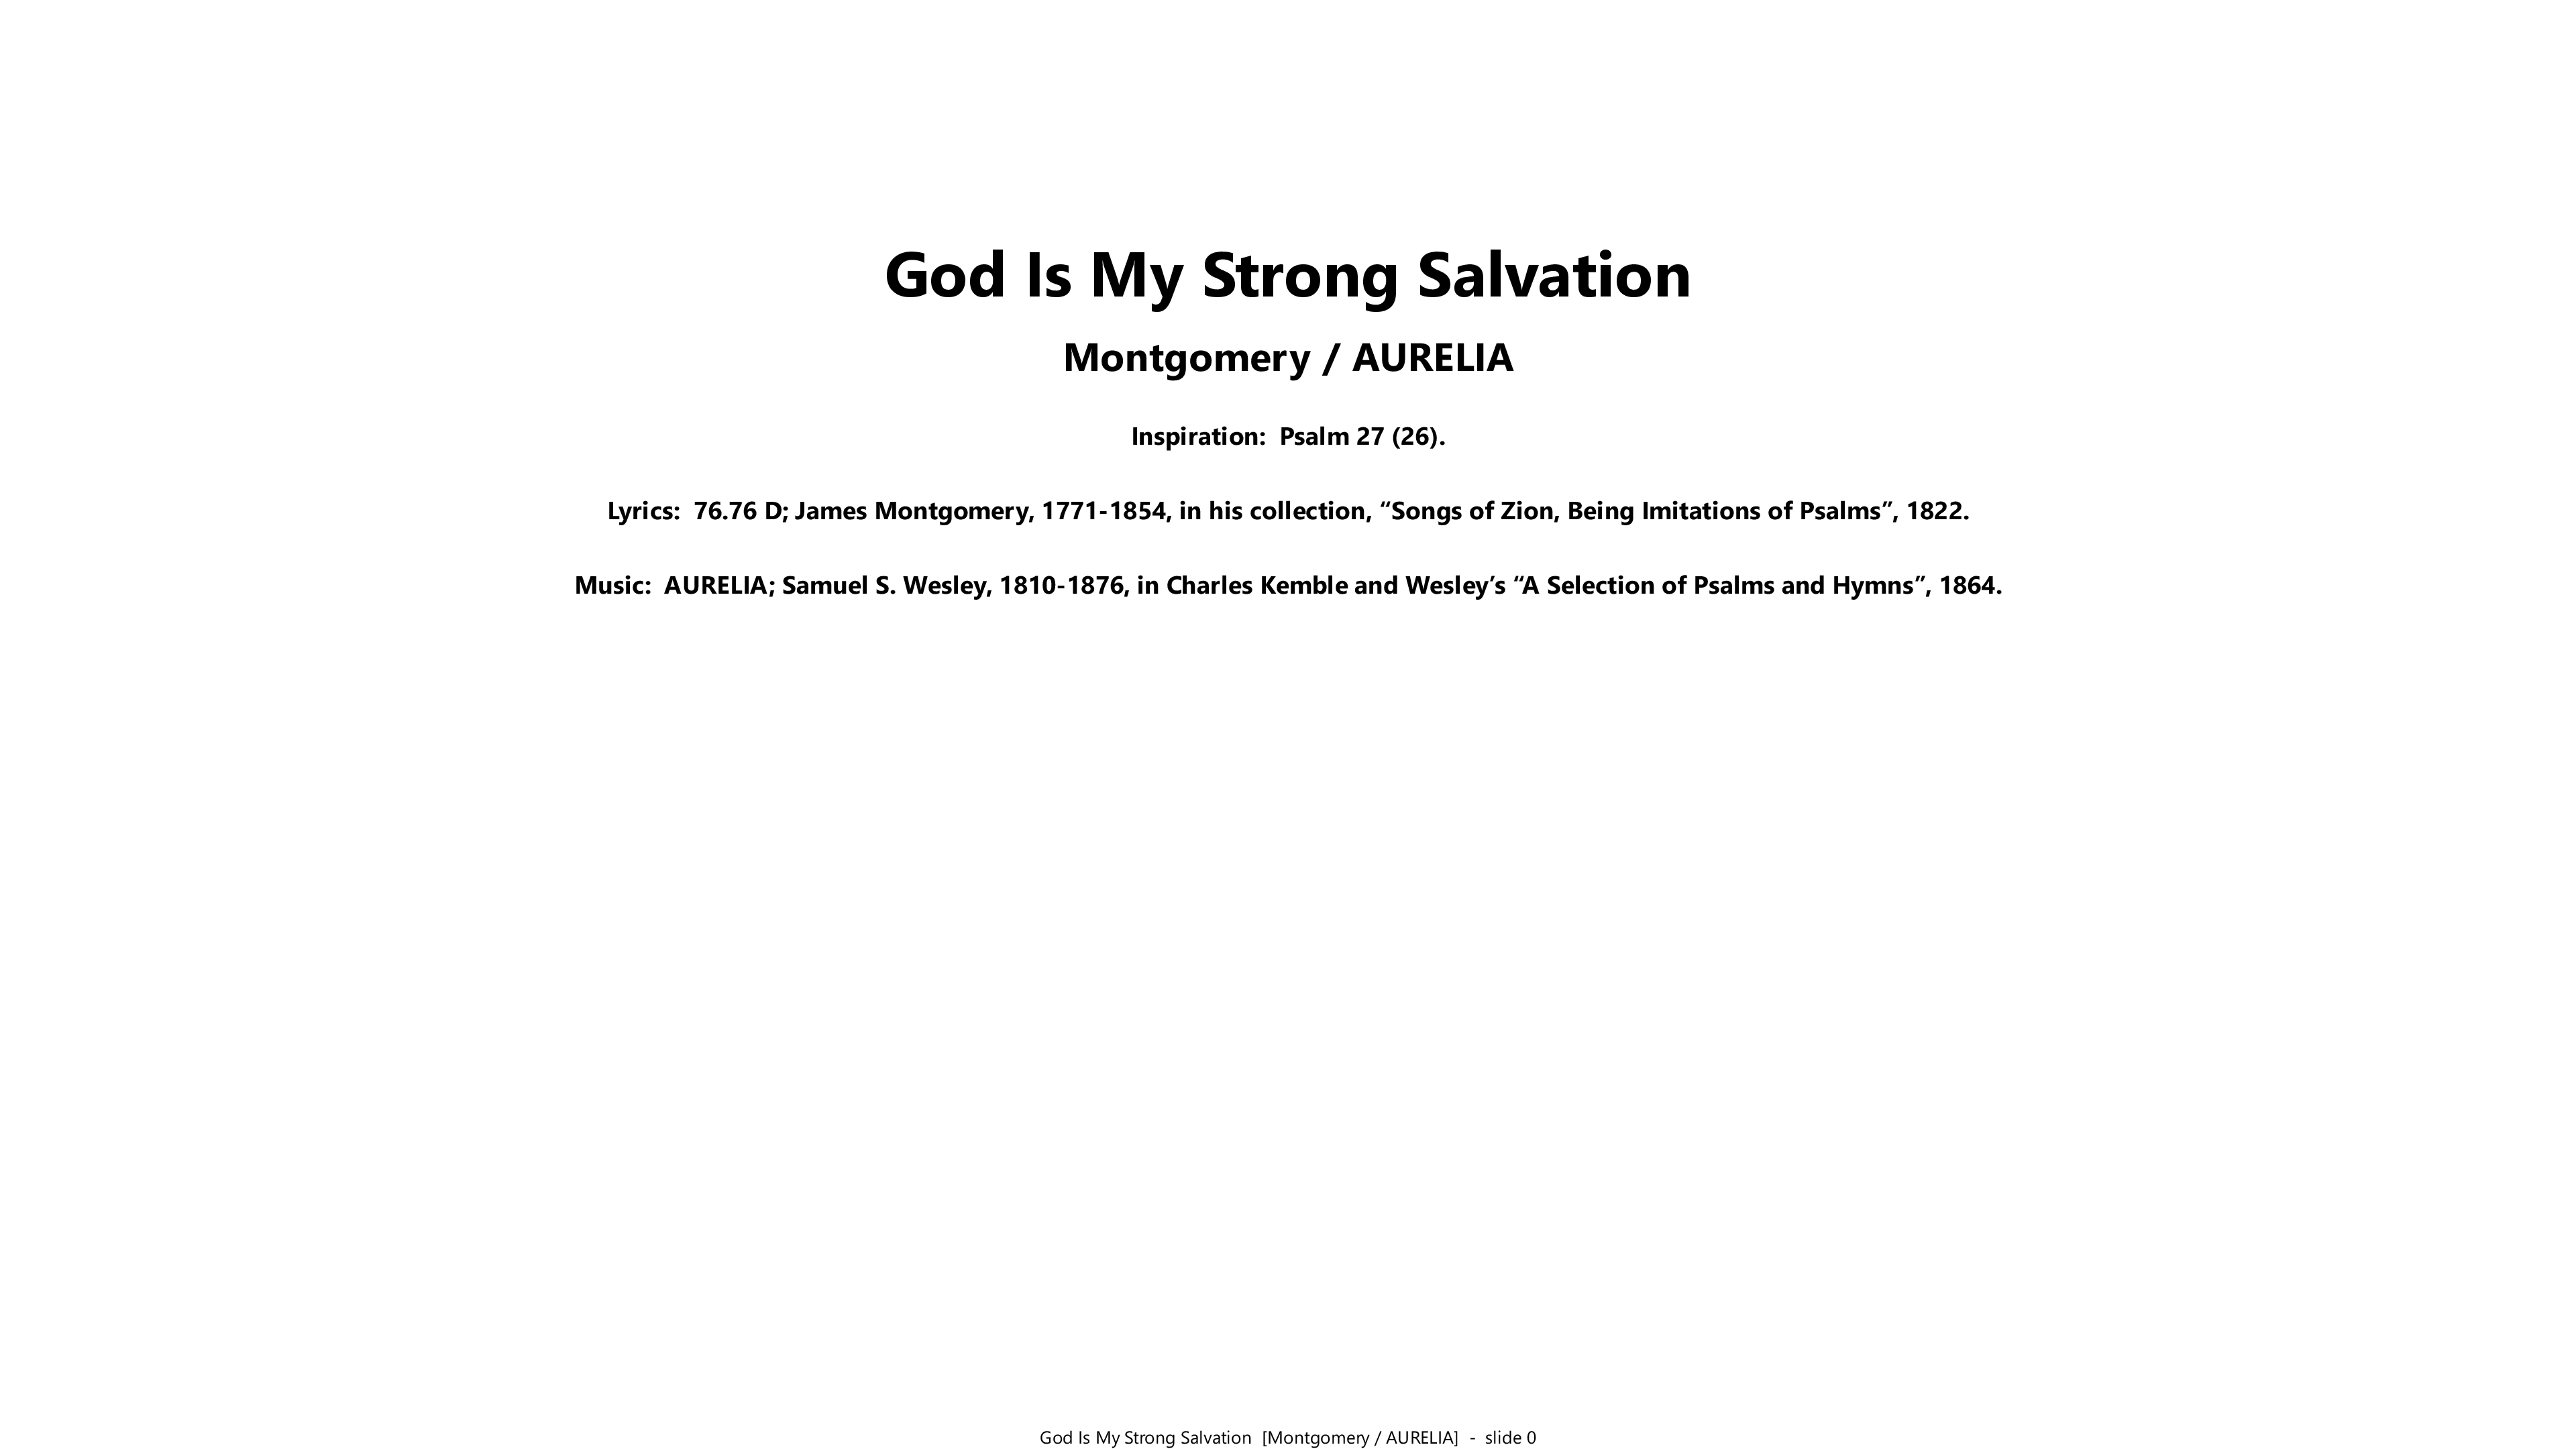 God Is My Strong Salvation
Montgomery / AURELIA
Inspiration:  Psalm 27 (26).
Lyrics:  76.76 D; James Montgomery, 1771-1854, in his collection, “Songs of Zion, Being Imitations of Psalms”, 1822.
Music:  AURELIA; Samuel S. Wesley, 1810-1876, in Charles Kemble and Wesley’s “A Selection of Psalms and Hymns”, 1864.
God Is My Strong Salvation  [Montgomery / AURELIA]  -  slide 0